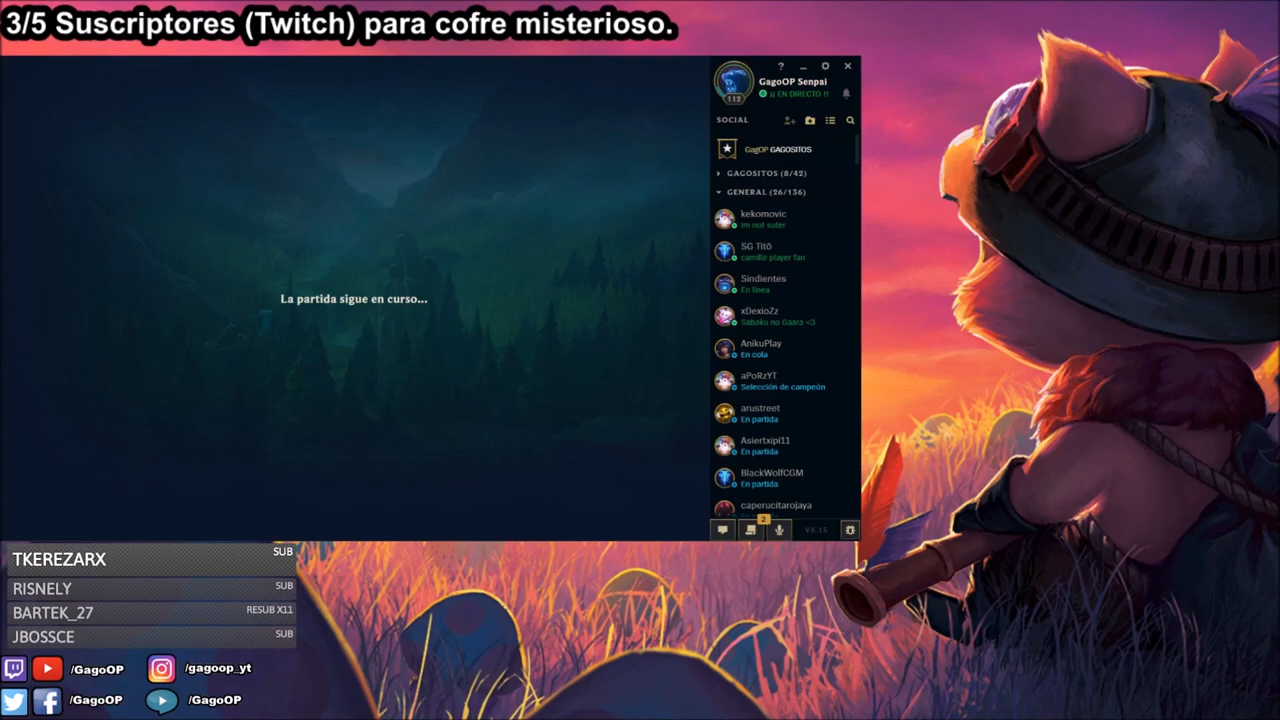 3/5 Suscriptores (Twitch) para cofre misterioso.
La partida sigue en curso...
?
GagoOP Senpai
112
¡¡ EN DIRECTO !!
SOCIAL
GagOP GAGOSITOS
GAGOSITOS (8/42)
GENERAL (26/136)
kekomovic
im not suter
SG Titô
camille player fan
Sindientes
En línea
xDexioZz
Sabaku no Gaara <3
AnikuPlay
En cola
aPoRzYT
Selección de campeón
arustreet
En partida
Asiertxipi11
En partida
BlackWolfCGM
En partida
caperucitarojaya
2
V8.15
TKEREZARX SUB
RISNELY SUB
BARTEK_27 RESUB X11
JBOSSCE SUB
/GagoOP /gagoop_yt
/GagoOP /GagoOP